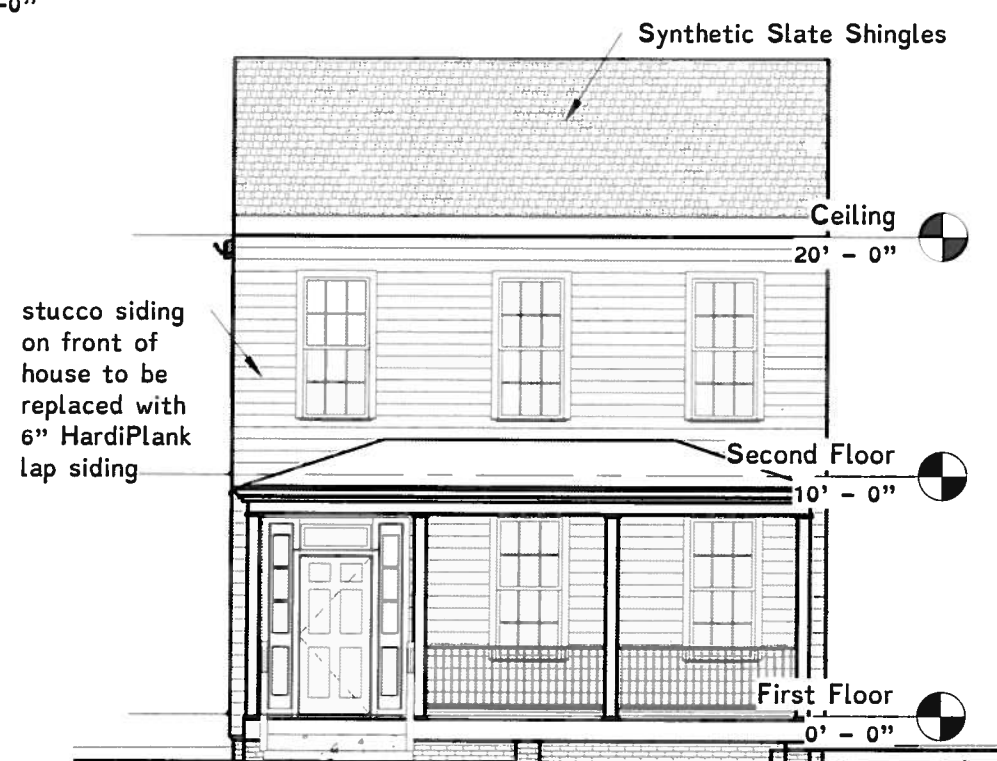 -0"
Synthetic Slate Shingles
Ceiling
20' - 0"
stucco siding
on front of
house to be
replaced with
6" HardiPlank
lap siding
Second Floor
10' - 0"
First Floor
0' - 0"